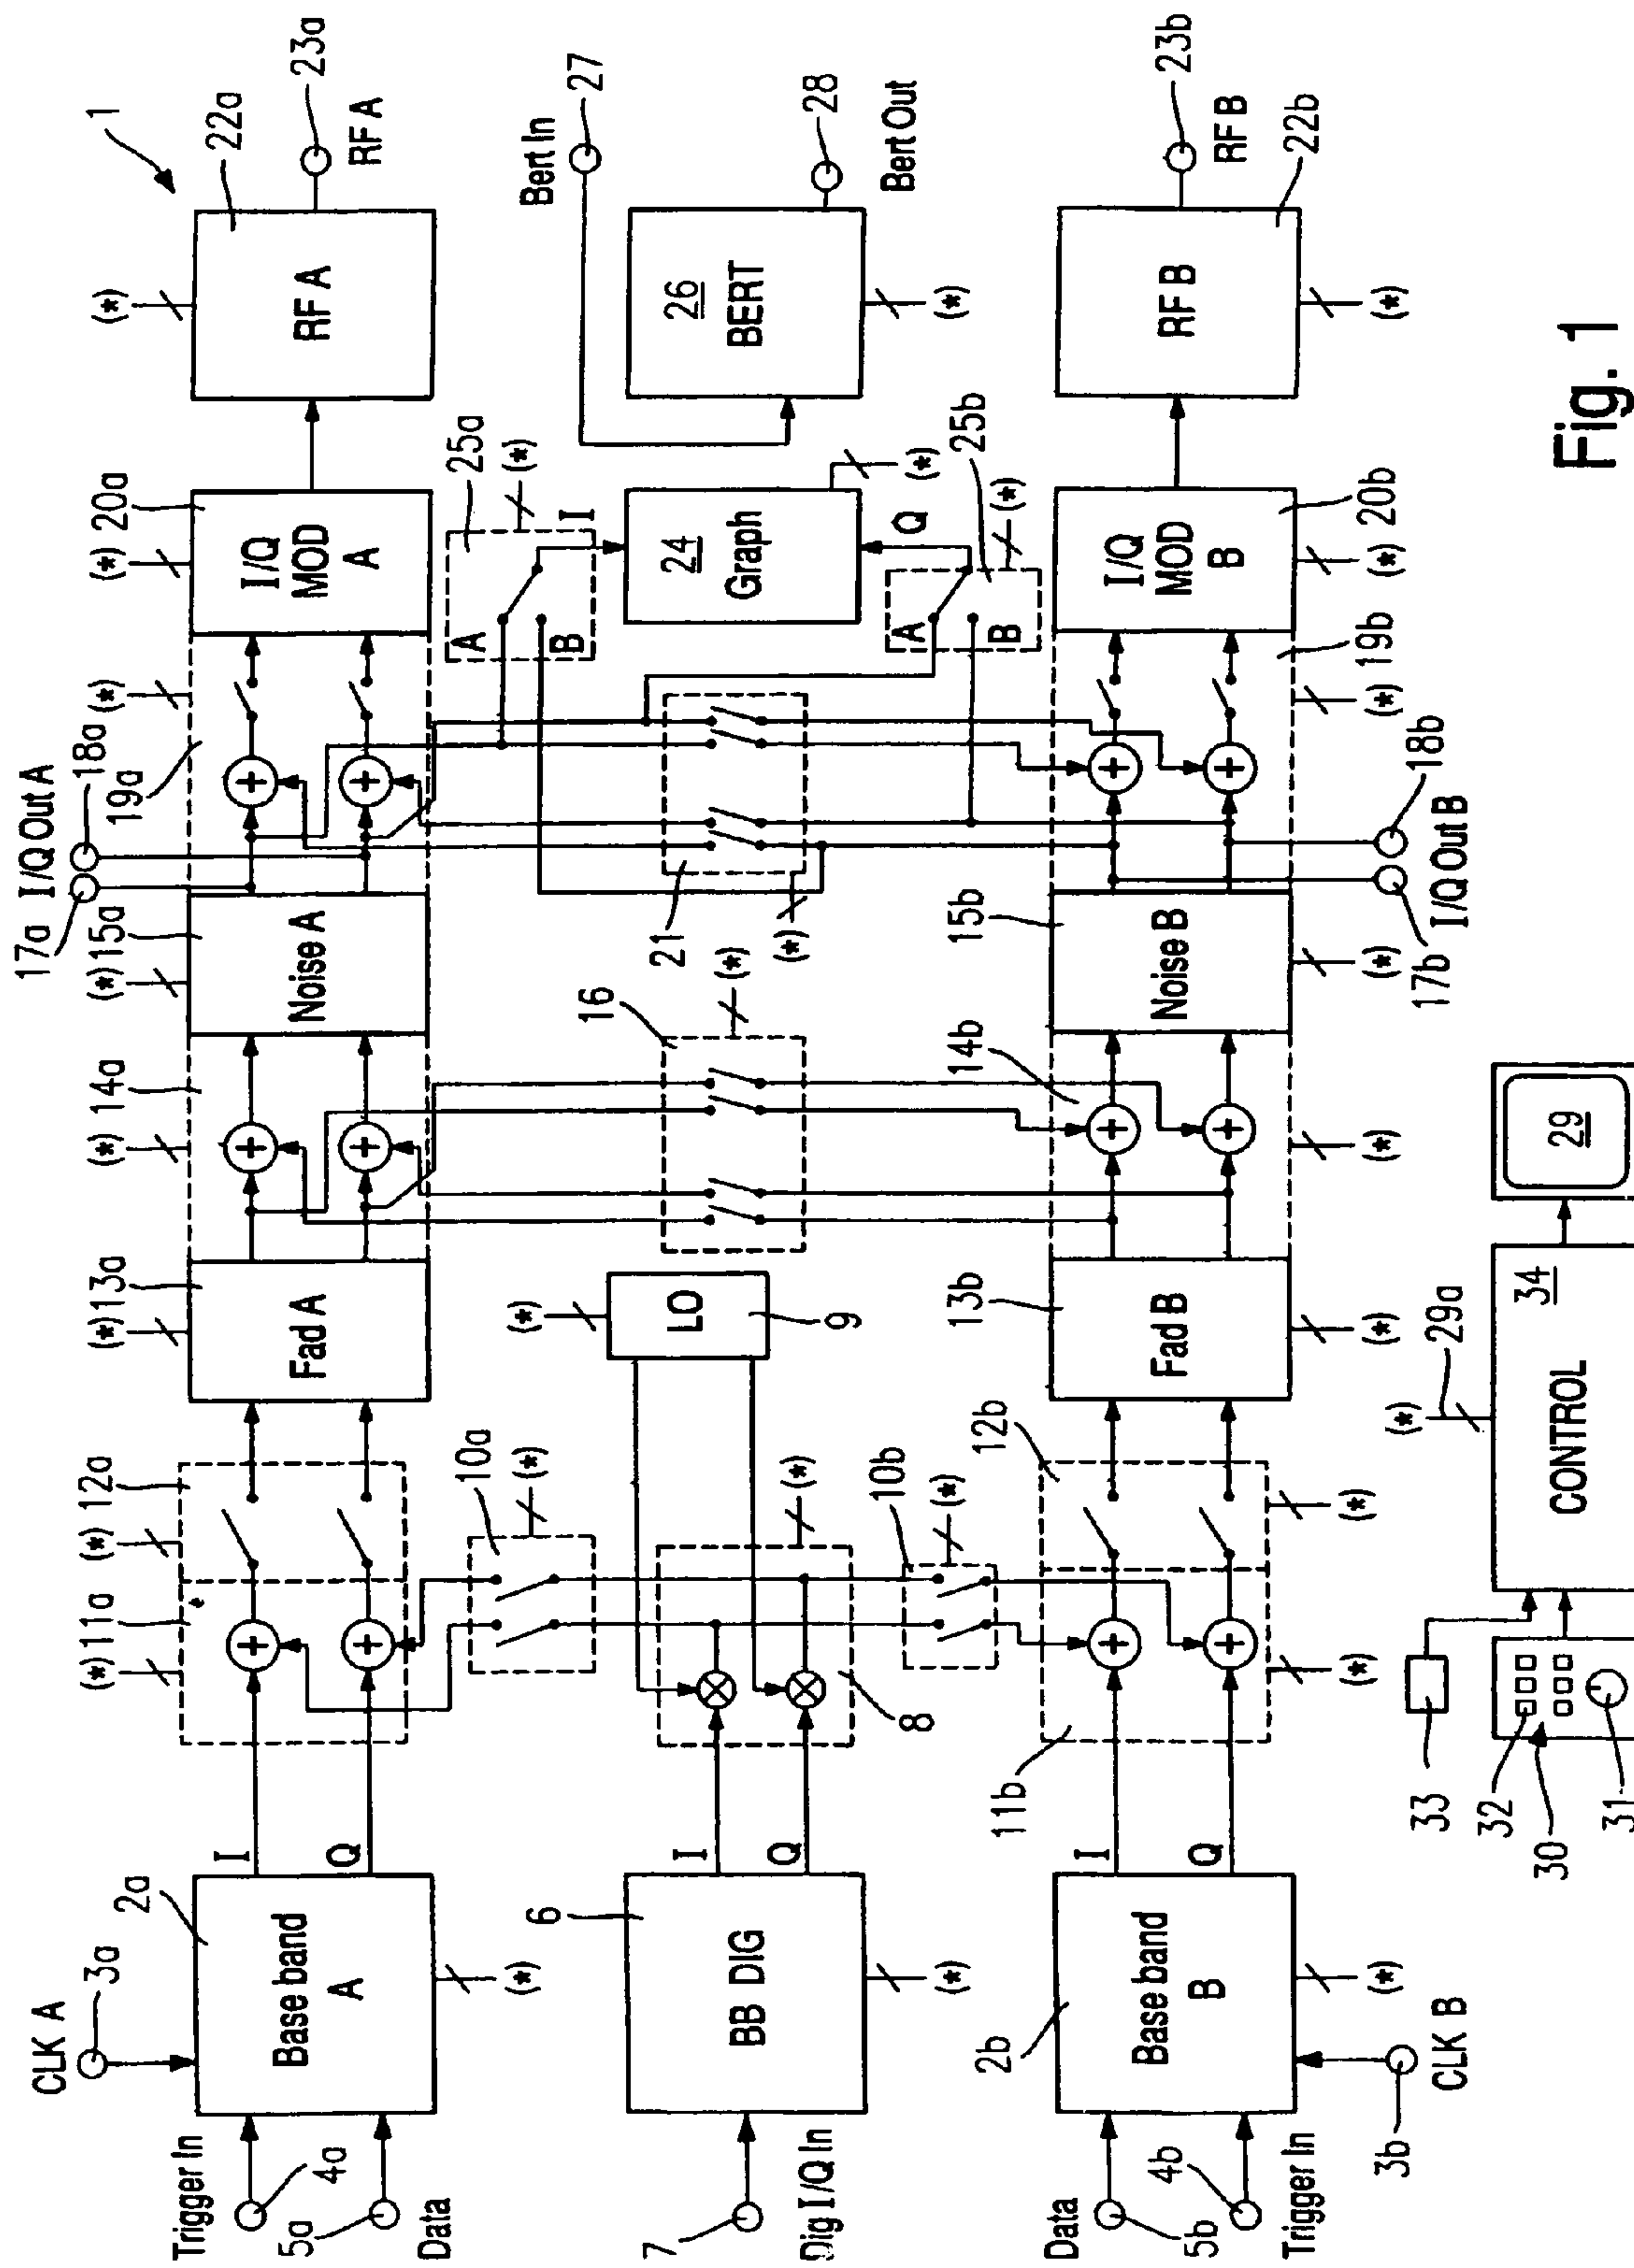 1
CLK A
3a
2a
Trigger In
4a
5a
Data
Base band
A
(*)
I
Q
(*) 11a
(*) 12a
*
(*) 13a
Fad A
(*) 14a
(*) 15a
Noise A
17a
I/Q Out A
18a
19a
(*)
(*) 20a
I/Q
MOD
A
(*)
22a
RF A
23a
RF A
10a
(*)
(*)
LO
9
16
(*)
21
(*)
25a
(*)
A
B
I
24
Graph
(*)
Q
A
B
25b
(*)
Bert In
27
26
BERT
(*)
28
Bert Out
7
Dig I/Q In
6
BB DIG
(*)
I
Q
8
(*)
10b
(*)
Data
5b
4b
Trigger In
2b
Base band
B
(*)
3b
CLK B
I
Q
11b
(*)
12b
(*)
13b
Fad B
(*)
14b
(*)
15b
Noise B
(*)
17b
I/Q Out B
18b
19b
(*)
I/Q
MOD
B
20b
(*)
RF B
22b
(*)
23b
RF B
33
32
30
31
(*)
29a
34
CONTROL
29
Fig. 1